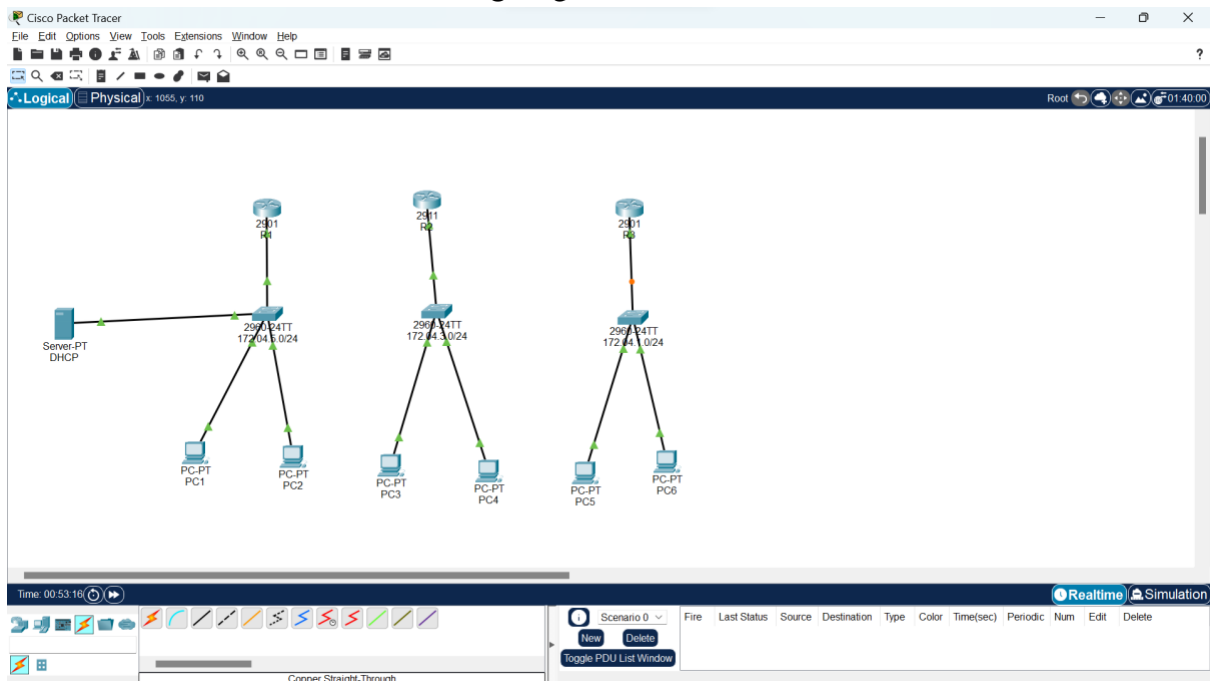 Cisco Packet Tracer
File Edit Options View Tools Extensions Window Help
?
Logical Physical x: 1055, y: 110
Root 01:40:00
2901
R1
2911
R2
2901
R3
2960-24TT
172.04.5.0/24
2960-24TT
172.04.3.0/24
2960-24TT
172.04.1.0/24
Server-PT
DHCP
PC-PT
PC1
PC-PT
PC2
PC-PT
PC3
PC-PT
PC4
PC-PT
PC5
PC-PT
PC6
Time: 00:53:16
Realtime Simulation
Scenario 0
New Delete
Toggle PDU List Window
Fire Last Status Source Destination Type Color Time(sec) Periodic Num Edit Delete
Copper Straight-Through